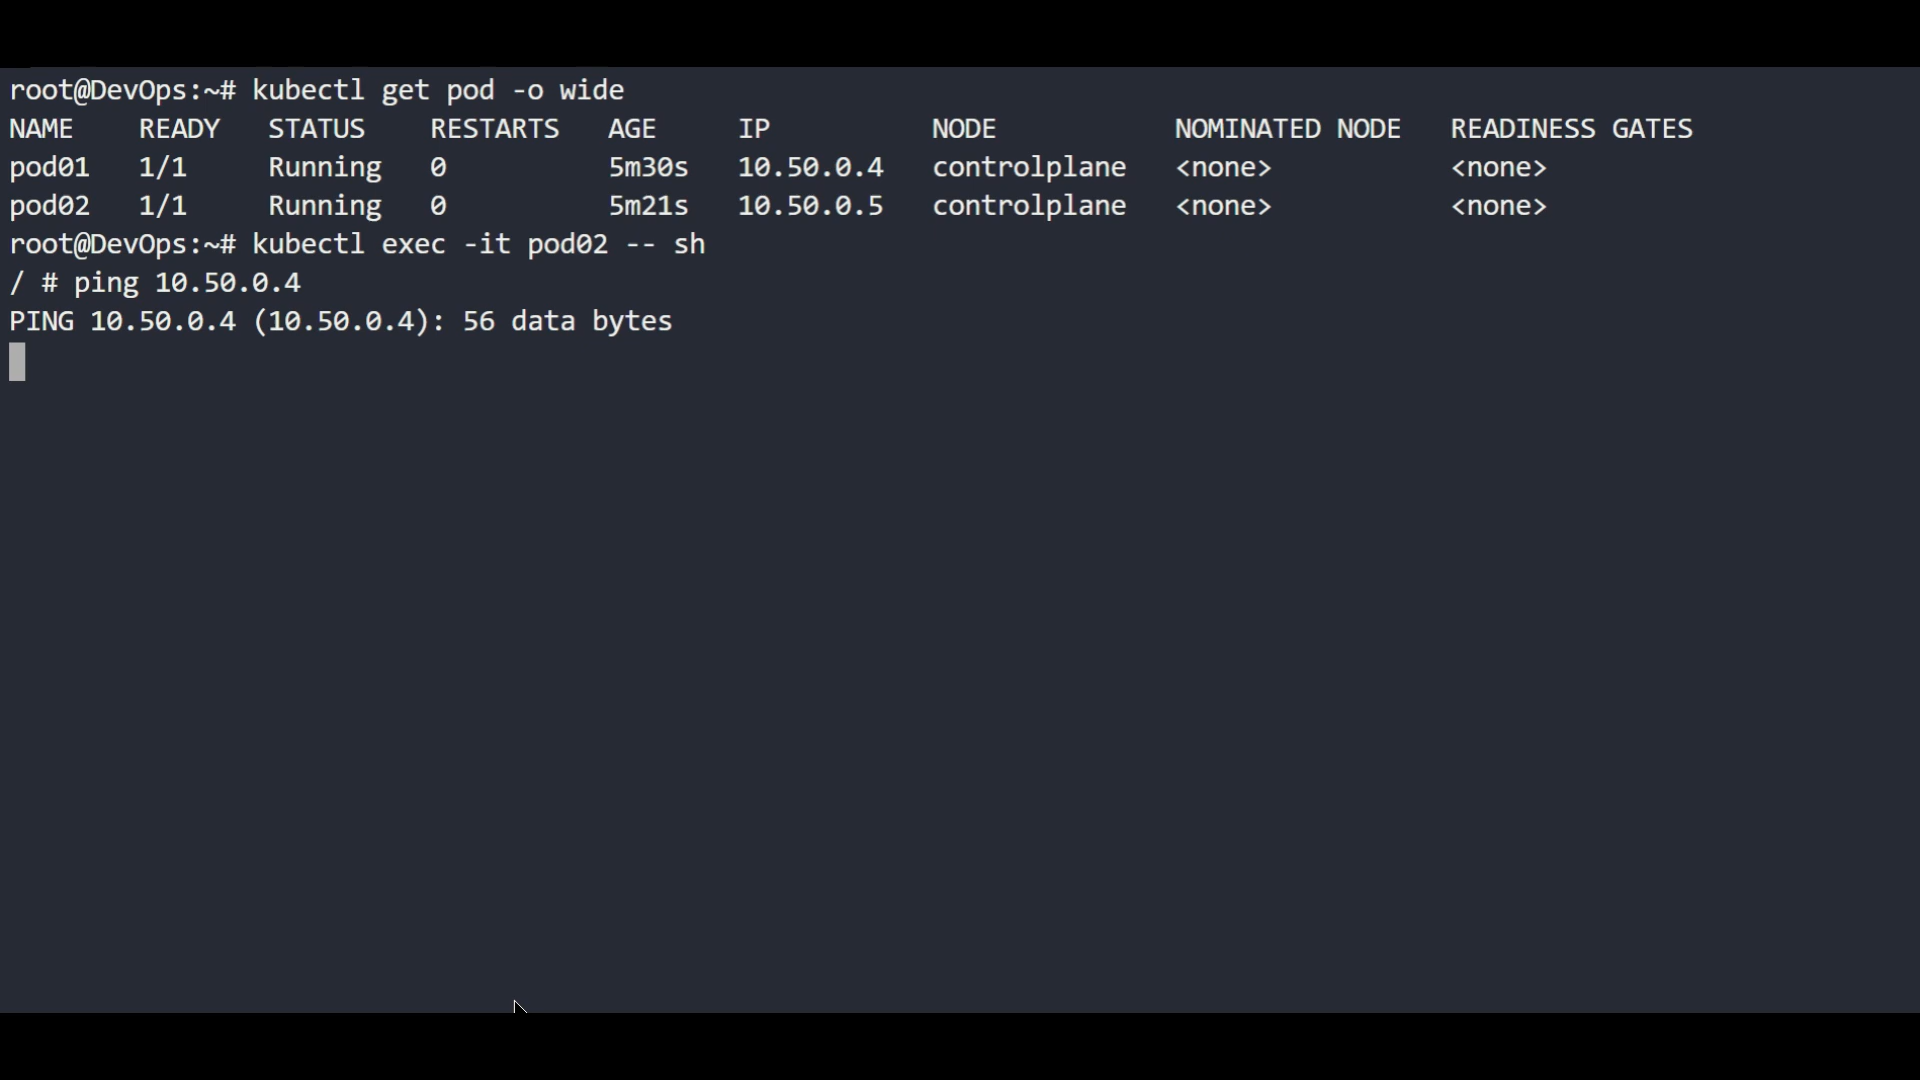 root@DevOps:~# kubectl get pod -o wide
NAME    READY   STATUS    RESTARTS   AGE     IP          NODE           NOMINATED NODE   READINESS GATES
pod01   1/1     Running   0          5m30s   10.50.0.4   controlplane   <none>           <none>
pod02   1/1     Running   0          5m21s   10.50.0.5   controlplane   <none>           <none>
root@DevOps:~# kubectl exec -it pod02 -- sh
/ # ping 10.50.0.4
PING 10.50.0.4 (10.50.0.4): 56 data bytes